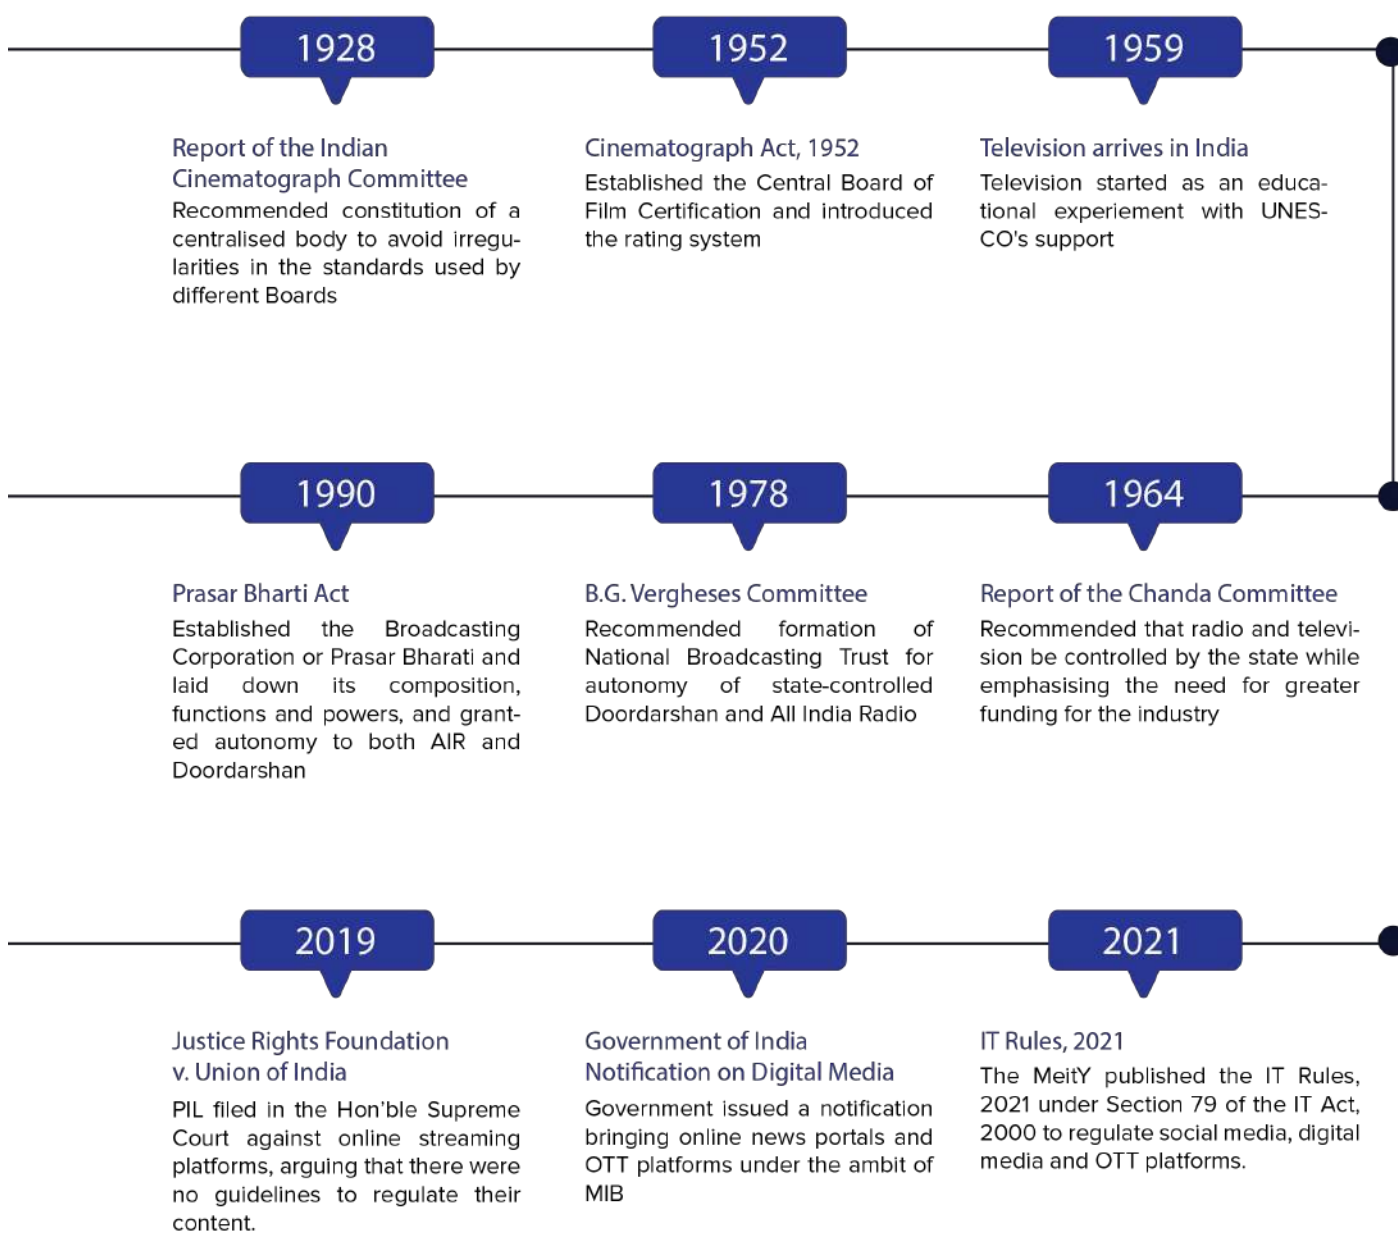 1928
Report of the Indian
Cinematograph Committee
Recommended constitution of a
centralised body to avoid irregu-
larities in the standards used by
different Boards
1952
Cinematograph Act, 1952
Established the Central Board of
Film Certification and introduced
the rating system
1959
Television arrives in India
Television started as an educa-
tional experiement with UNES-
CO's support
1990
Prasar Bharti Act
Established the Broadcasting
Corporation or Prasar Bharati and
laid down its composition,
functions and powers, and grant-
ed autonomy to both AIR and
Doordarshan
1978
B.G. Vergheses Committee
Recommended formation of
National Broadcasting Trust for
autonomy of state-controlled
Doordarshan and All India Radio
1964
Report of the Chanda Committee
Recommended that radio and televi-
sion be controlled by the state while
emphasising the need for greater
funding for the industry
2019
Justice Rights Foundation
v. Union of India
PIL filed in the Hon'ble Supreme
Court against online streaming
platforms, arguing that there were
no guidelines to regulate their
content.
2020
Government of India
Notification on Digital Media
Government issued a notification
bringing online news portals and
OTT platforms under the ambit of
MIB
2021
IT Rules, 2021
The MeitY published the IT Rules,
2021 under Section 79 of the IT Act,
2000 to regulate social media, digital
media and OTT platforms.